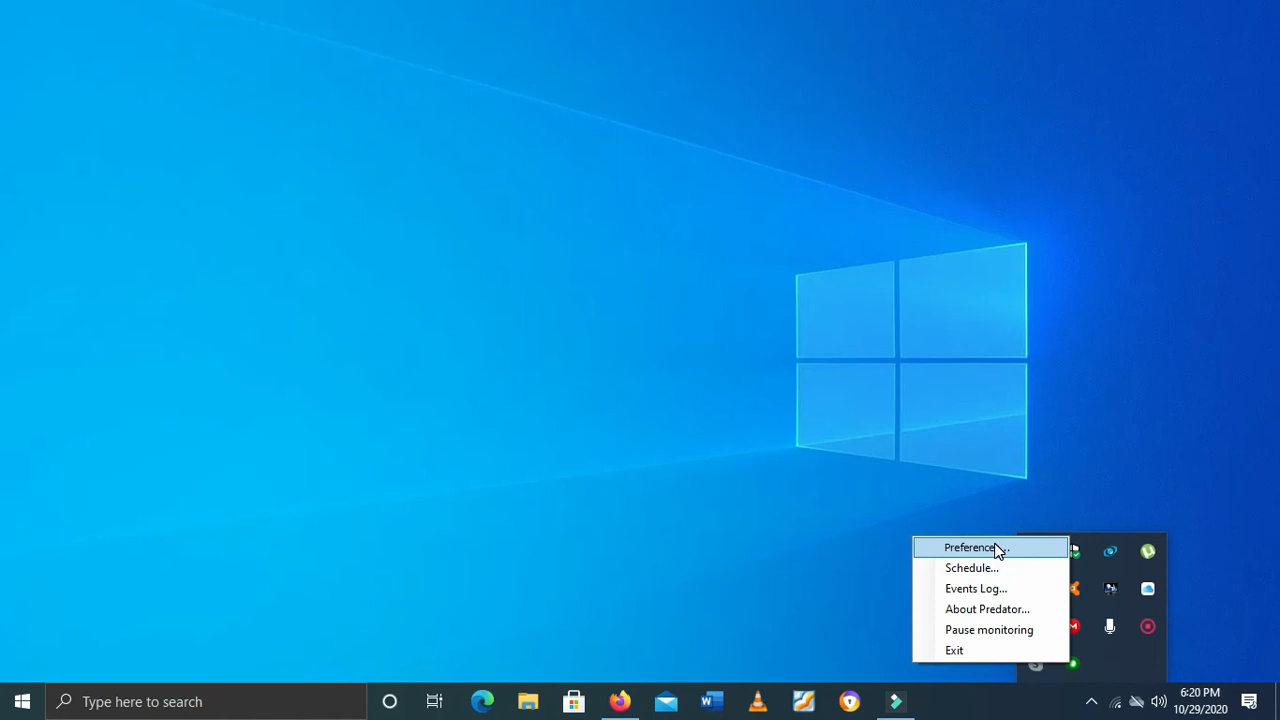 Preferences...
Schedule...
Events Log...
About Predator...
Pause monitoring
Exit
Type here to search
6:20 PM
10/29/2020